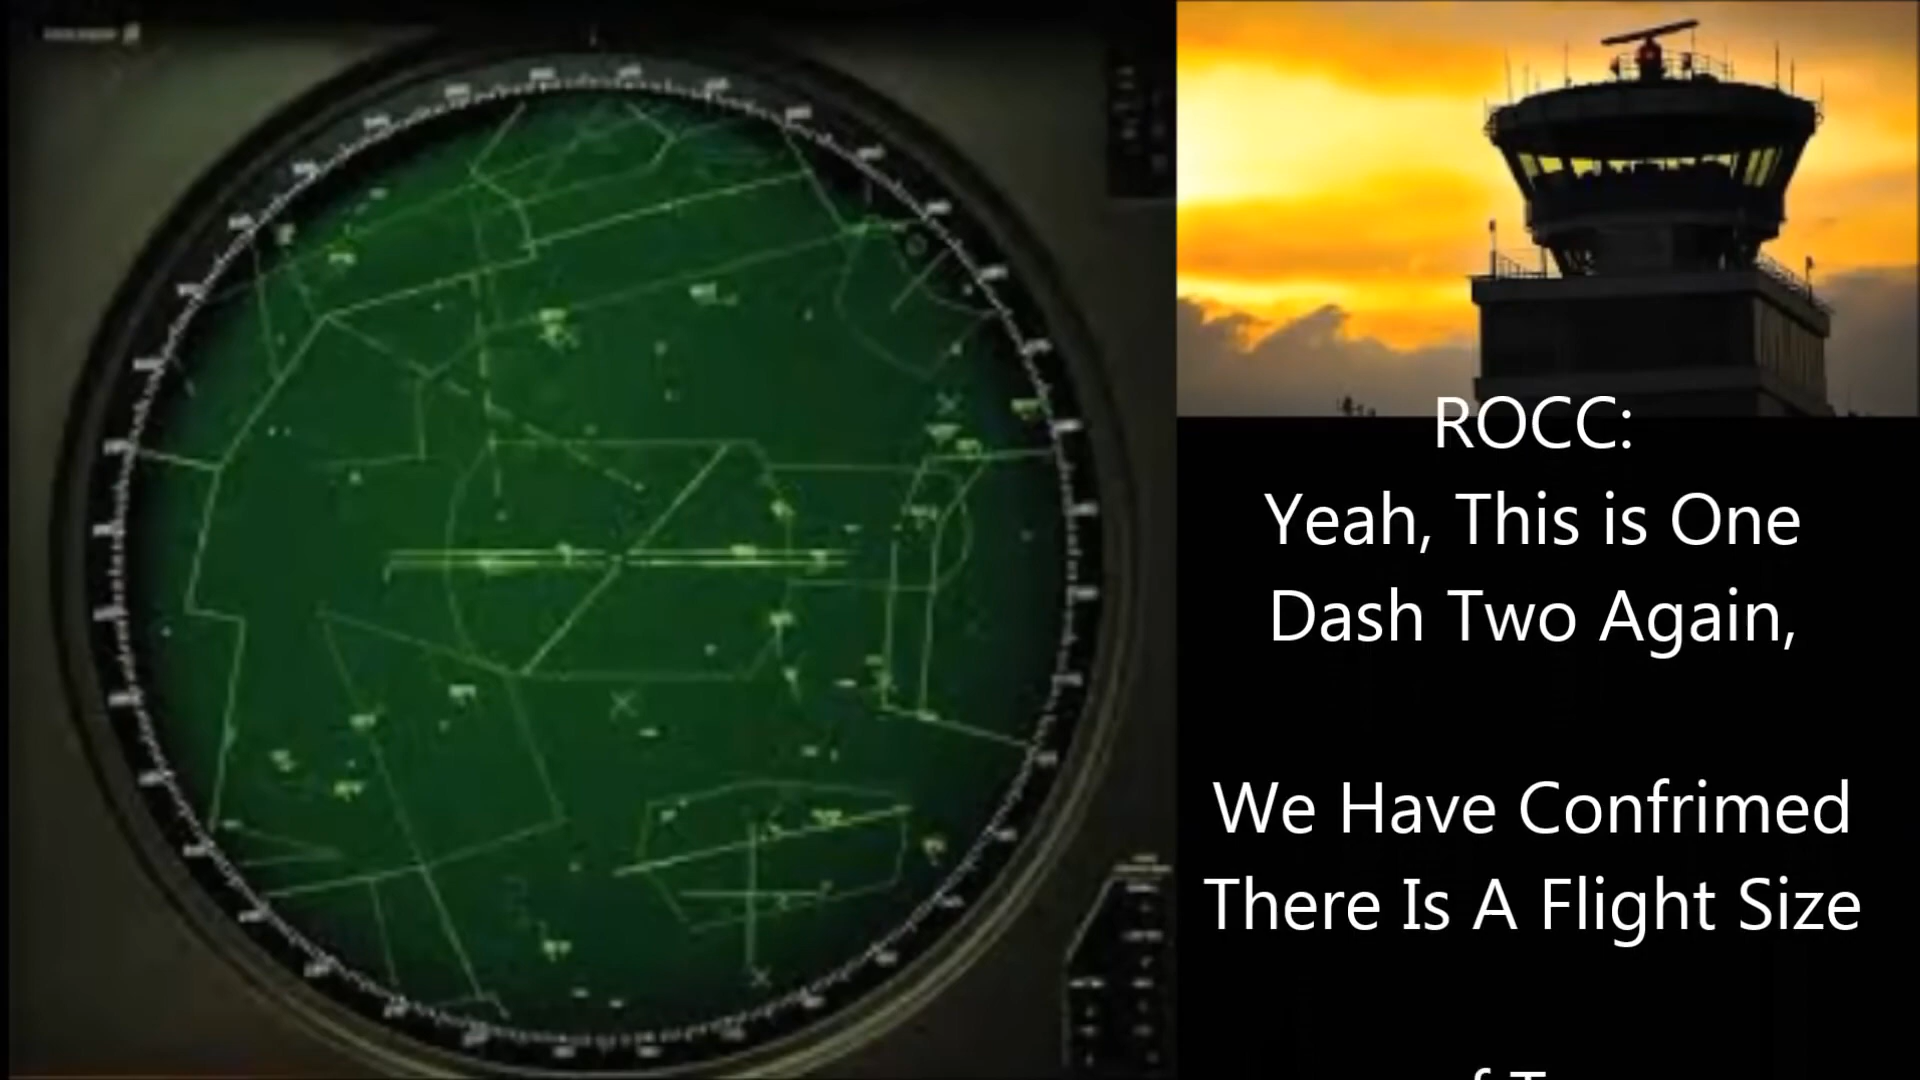 ROCC:
Yeah, This is One
Dash Two Again,
We Have Confrimed
There Is A Flight Size